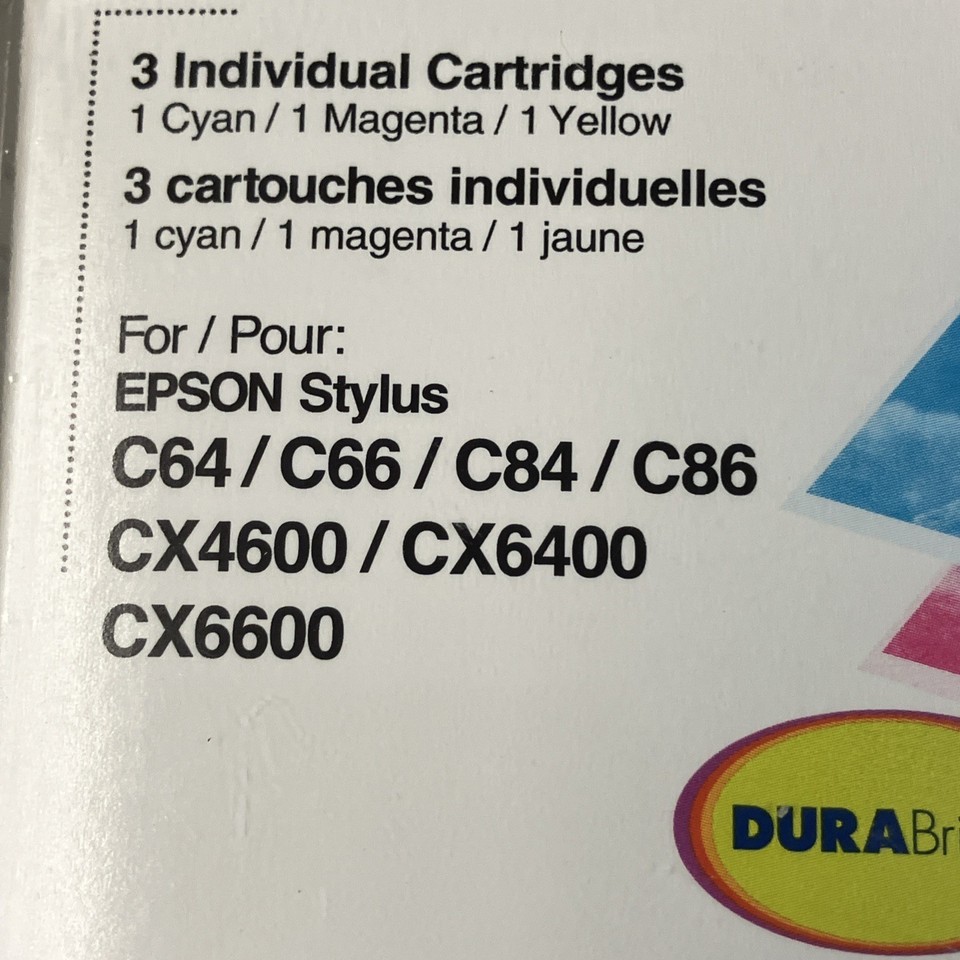 3 Individual Cartridges
1 Cyan / 1 Magenta / 1 Yellow
3 cartouches individuelles
1 cyan / 1 magenta / 1 jaune
For / Pour:
EPSON Stylus
C64 / C66 / C84 / C86
CX4600 / CX6400
CX6600
DURABri